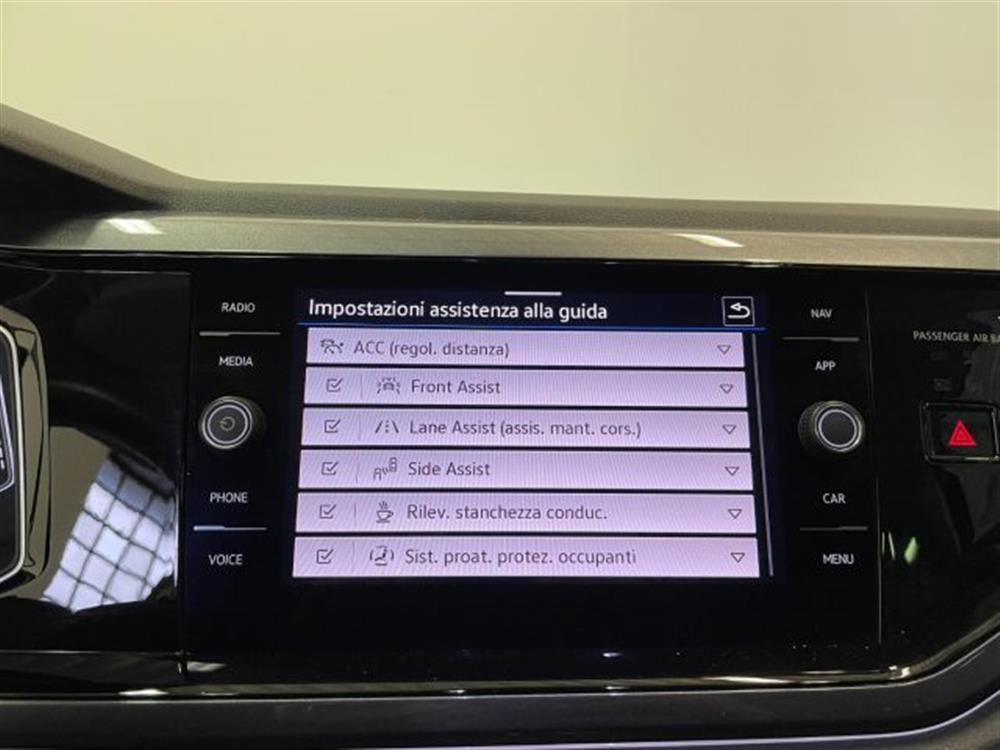 RADIO
MEDIA
PHONE
VOICE
Impostazioni assistenza alla guida
ACC (regol. distanza)
Front Assist
Lane Assist (assis. mant. cors.)
Side Assist
Rilev. stanchezza conduc.
Sist. proat. protez. occupanti
NAV
APP
CAR
MENU
PASSENGER AIR BA